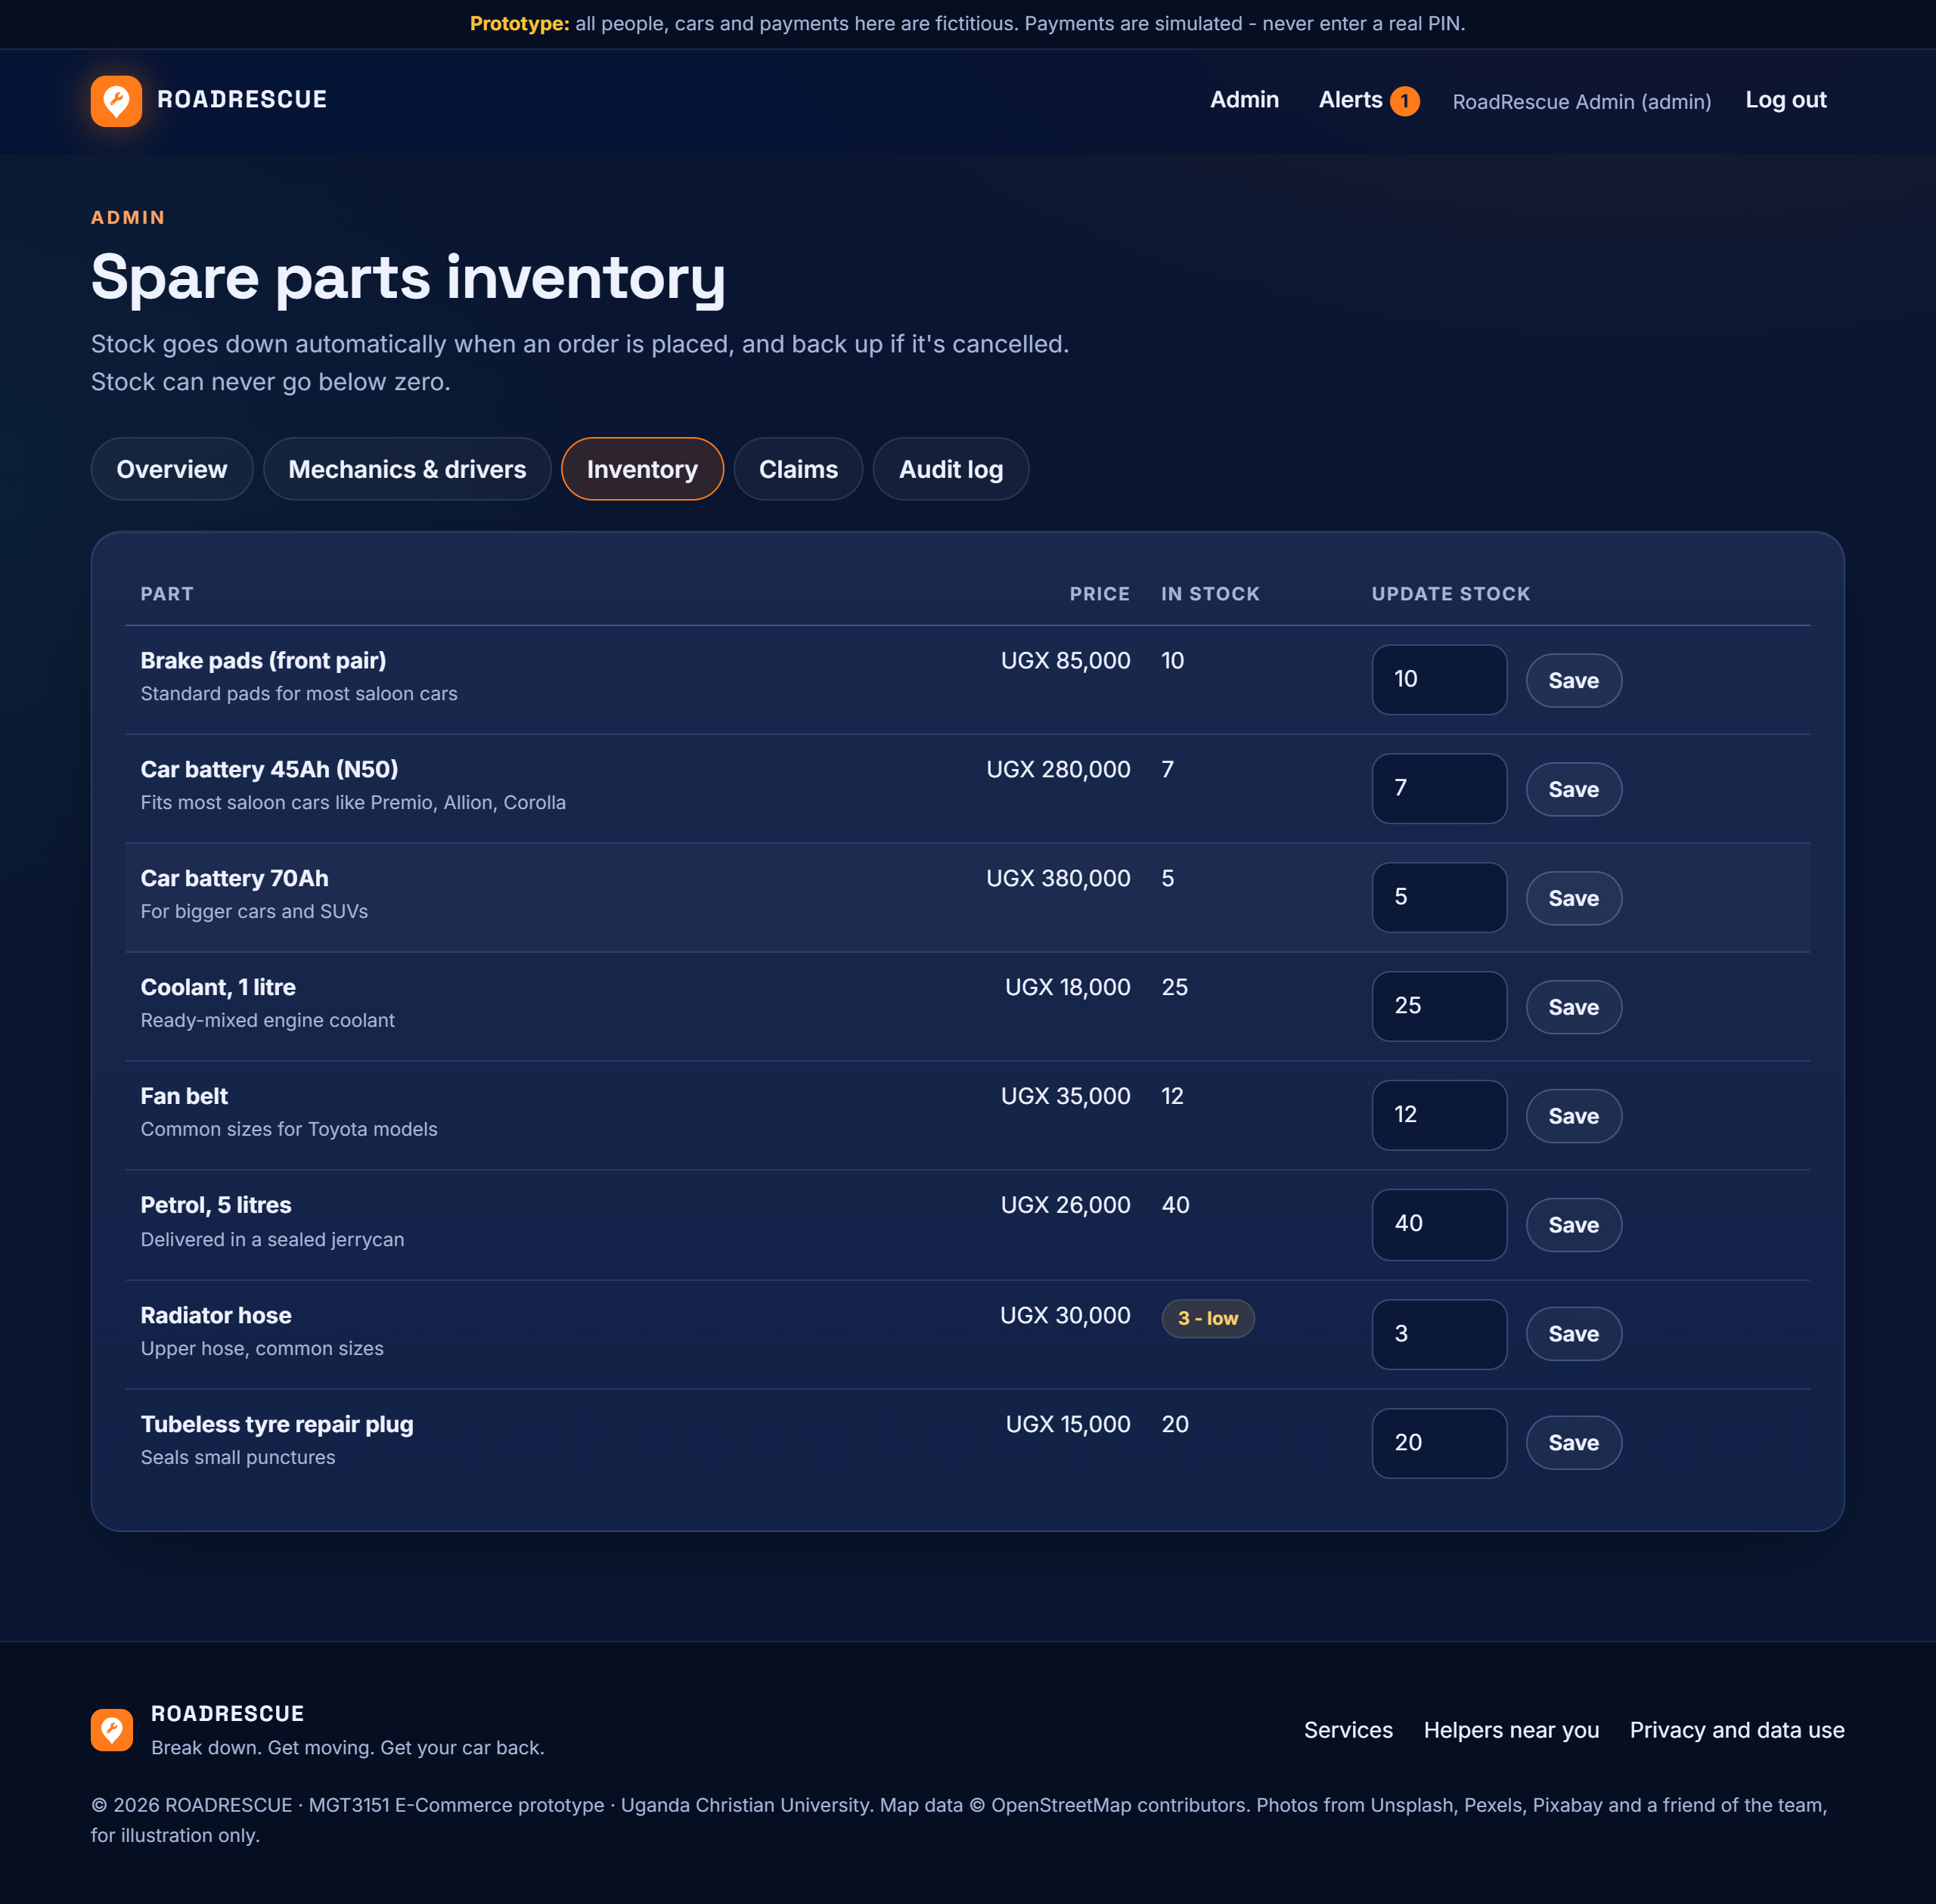 Prototype: all people, cars and payments here are fictitious. Payments are simulated - never enter a real PIN.
ROADRESCUE
Admin Alerts 1 RoadRescue Admin (admin) Log out
ADMIN
Spare parts inventory
Stock goes down automatically when an order is placed, and back up if it's cancelled.
Stock can never go below zero.
Overview Mechanics & drivers Inventory Claims Audit log
PART PRICE IN STOCK UPDATE STOCK
Brake pads (front pair) UGX 85,000 10 10 Save
Standard pads for most saloon cars
Car battery 45Ah (N50) UGX 280,000 7 7 Save
Fits most saloon cars like Premio, Allion, Corolla
Car battery 70Ah UGX 380,000 5 5 Save
For bigger cars and SUVs
Coolant, 1 litre UGX 18,000 25 25 Save
Ready-mixed engine coolant
Fan belt UGX 35,000 12 12 Save
Common sizes for Toyota models
Petrol, 5 litres UGX 26,000 40 40 Save
Delivered in a sealed jerrycan
Radiator hose UGX 30,000 3 - low 3 Save
Upper hose, common sizes
Tubeless tyre repair plug UGX 15,000 20 20 Save
Seals small punctures
ROADRESCUE
Break down. Get moving. Get your car back.
Services Helpers near you Privacy and data use
© 2026 ROADRESCUE · MGT3151 E-Commerce prototype · Uganda Christian University. Map data © OpenStreetMap contributors. Photos from Unsplash, Pexels, Pixabay and a friend of the team,
for illustration only.